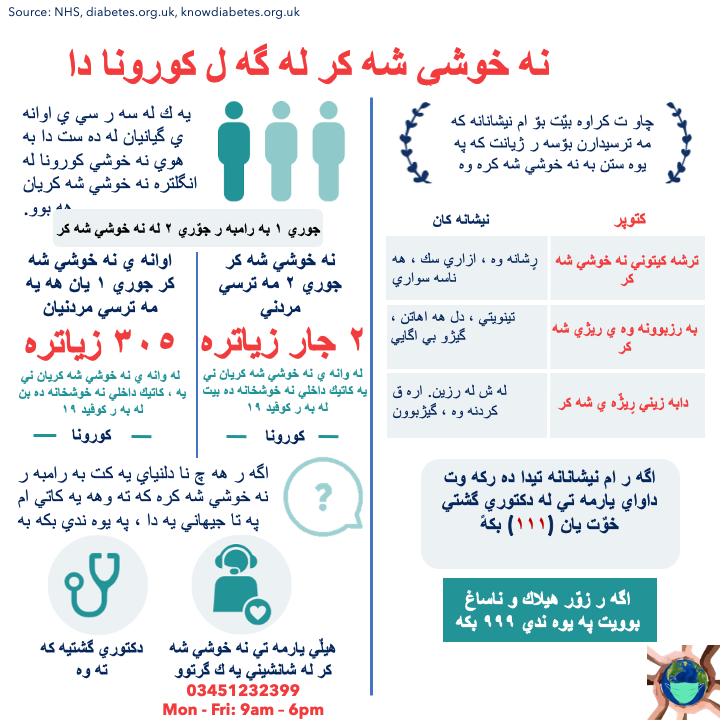 Source: NHS, diabetes.org.uk, knowdiabetes.org.uk
نه خوشي شه كر له گه ل كورونا دا
چاو ت كراوه بێت بۆ ام نيشانانه كه
مه ترسيدارن بۆسه ر ژيانت كه په
يوه ستن به نه خوشي شه كره وه
كتوپر
نيشانه كان
ترشه كيتوني نه خوشي شه
كر
رٍشانه وه ، ازاري سك ، هه
ناسه سواري
به رزبوونه وه ي ريژي شه
كر
تينويتي ، دل هه اهاتن ،
گيژو بي اگايي
دابه زيني رِيژّه ي شه كر
له ش له رزين. اره ق
كردنه وه ، گيژبوون
اگه ر ام نيشانانه تيدا ده ركه وت
داواي يارمه تي له دكتوري گشتي
خوّت يان (١١١) بكهً
اگه ر زوّر هيلاك و ناساغ
بوويت په يوه ندي ٩٩٩ بكه
يه ك له سه ر سي ي اوانه
ي گيانيان له ده ست دا به
هوي نه خوشي كورونا له
انگلتره نه خوشي شه كريان
هه بوو.
جوري ١ به رامبه ر جوّري ٢ له نه خوشي شه كر
نه خوشي شه كر
جوري ٢ مه ترسي
مردني
٢ جار زياتره
له وانه ي نه خوشي شه كريان ني
يه كاتيك داخلي نه خوشخانه ده بيت
له به ر كوفيد ١٩
كورونا
اوانه ي نه خوشي شه
كر جوري ١ يان هه يه
مه ترسي مردنيان
٣٠٥ زياتره
له وانه ي نه خوشي شه كريان ني
يه ، كاتيك داخلي نه خوشخانه ده بن
له به ر كوفيد ١٩
كورونا
اگه ر هه چ نا دلنياي يه كت به رامبه ر
نه خوشي شه كره كه ته وهه يه كاتي ام
په تا جيهاني يه دا ، په يوه ندي بكه به
?
هيلّي يارمه تي نه خوشي شه
كر له شانشيني يه ك گرتوو
03451232399
Mon - Fri: 9am – 6pm
دكتوري گشتيه كه
ته وه